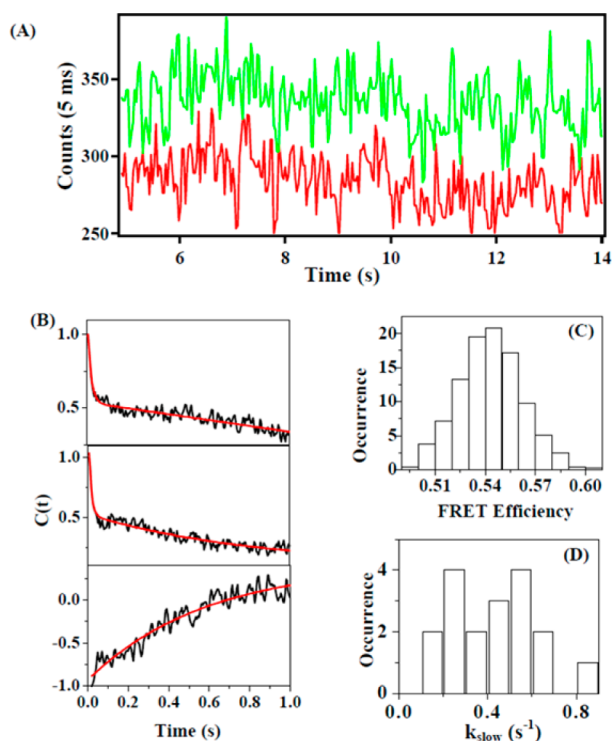 (A)
Counts (5 ms)
350
300
250
6 8 10 12 14
Time (s)
(B)
1.0
0.5
1.0
0.5
C(t)
0.0
-0.5
-1.0
0.0 0.2 0.4 0.6 0.8 1.0
Time (s)
(C)
20
15
10
5
0
Occurrence
0.51 0.54 0.57 0.60
FRET Efficiency
(D)
4
2
0
Occurrence
0.0 0.4 0.8
kslow (s-1)